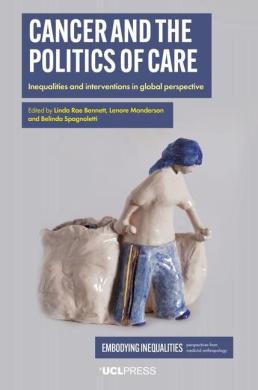 CANCER AND THE
POLITICS OF CARE
Inequalities and interventions in global perspective
Edited by Linda Rae Bennett, Lenore Manderson
and Belinda Spagnoletti
EMBODYING INEQUALITIES
perspectives from
medical anthropology
UCLPRESS